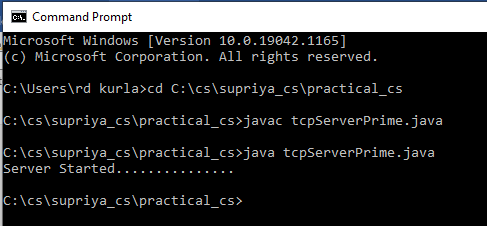 Command Prompt
Microsoft Windows [Version 10.0.19042.1165]
(c) Microsoft Corporation. All rights reserved.
C:\Users\rd kurla>cd C:\cs\supriya_cs\practical_cs
C:\cs\supriya_cs\practical_cs>javac tcpServerPrime.java
C:\cs\supriya_cs\practical_cs>java tcpServerPrime.java
Server Started...............
C:\cs\supriya_cs\practical_cs>